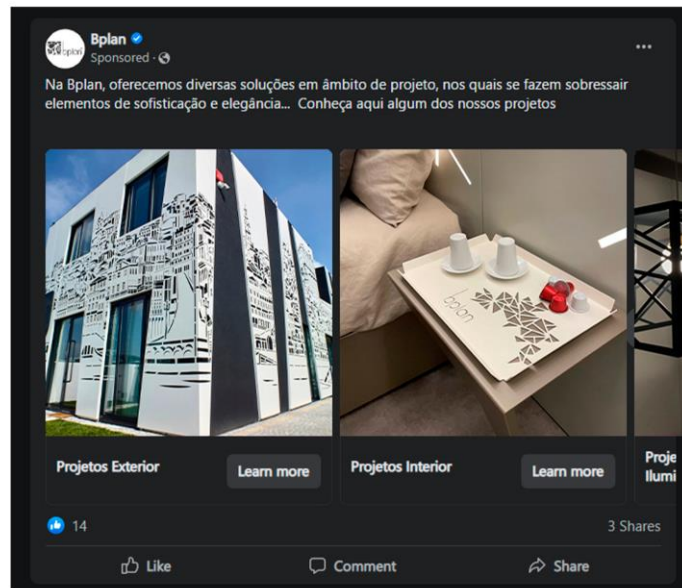 bplan
Bplan
Sponsored ·
Na Bplan, oferecemos diversas soluções em âmbito de projeto, nos quais se fazem sobressair
elementos de sofisticação e elegância... Conheça aqui algum dos nossos projetos
bplan
Projetos Exterior
Learn more
Projetos Interior
Learn more
Proje
Ilumi
14
3 Shares
Like
Comment
Share